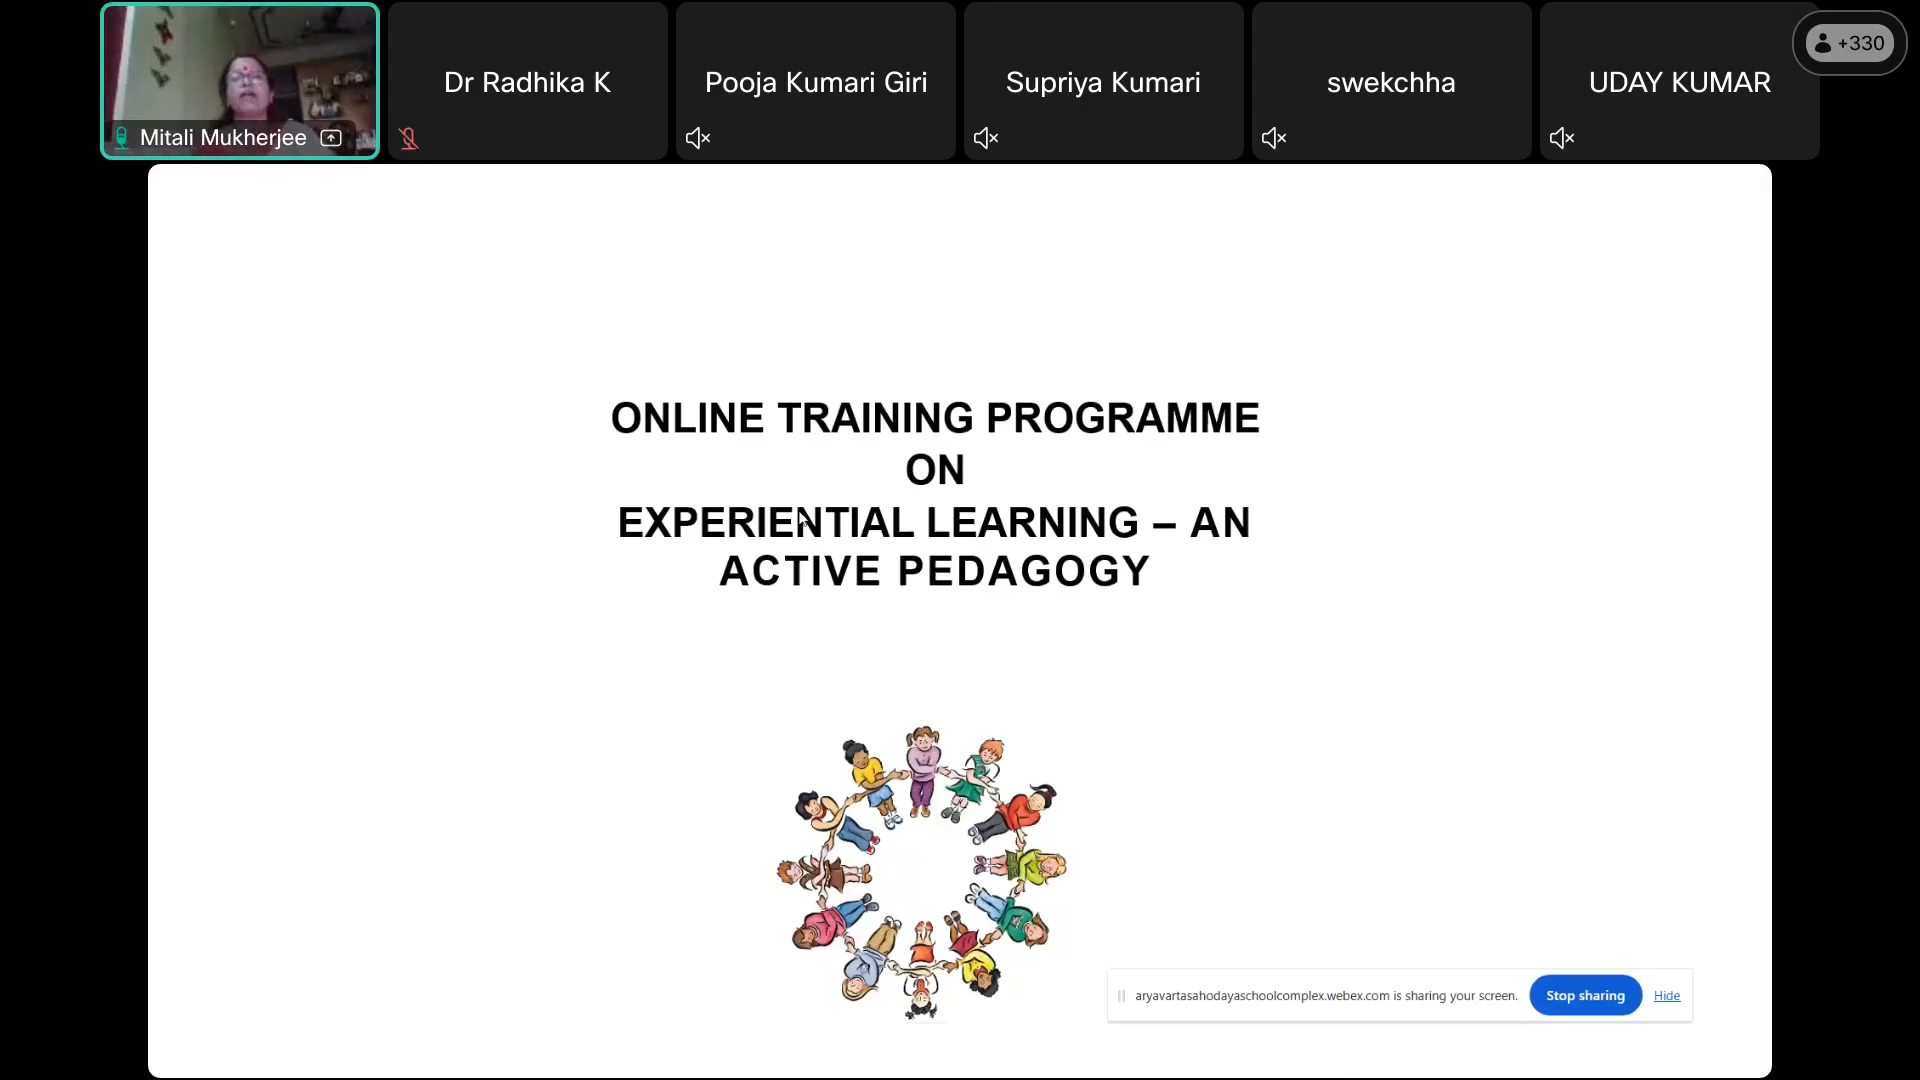 Mitali Mukherjee
Dr Radhika K
Pooja Kumari Giri
Supriya Kumari
swekchha
UDAY KUMAR
+330
ONLINE TRAINING PROGRAMME
ON
EXPERIENTIAL LEARNING – AN
ACTIVE PEDAGOGY
aryavartasahodayaschoolcomplex.webex.com is sharing your screen.
Stop sharing
Hide